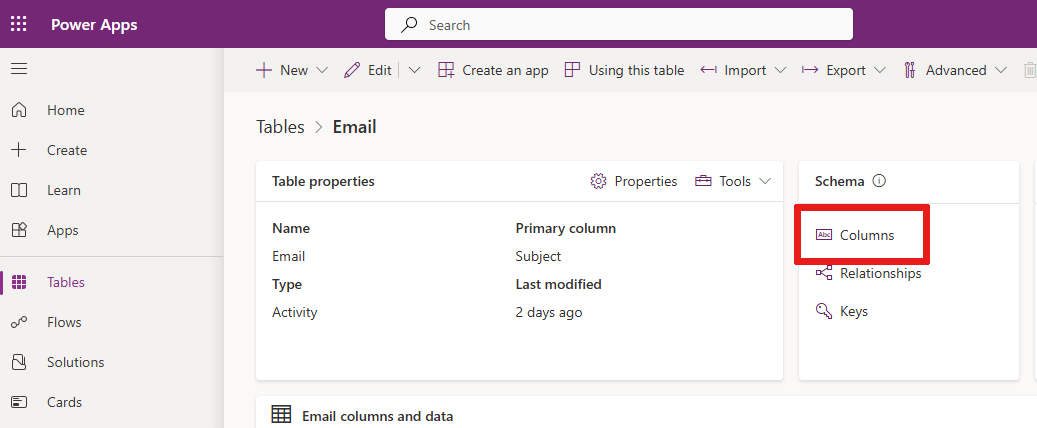 Power Apps
Search
New Edit Create an app Using this table Import Export Advanced
Home
Create
Learn
Apps
Tables
Flows
Solutions
Cards
Tables > Email
Table properties Properties Tools
Name Primary column
Email Subject
Type Last modified
Activity 2 days ago
Schema
Abc Columns
Relationships
Keys
Email columns and data